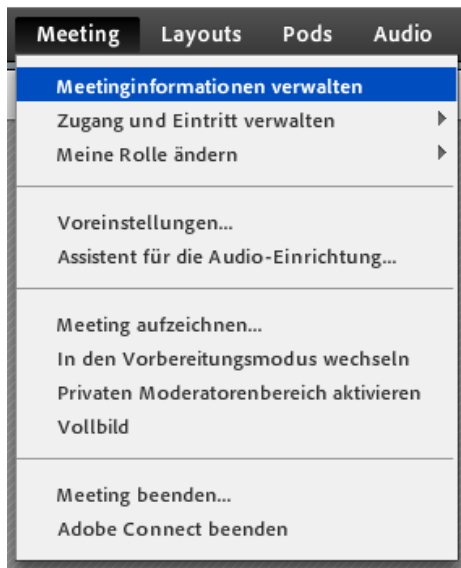 Meeting Layouts Pods Audio
Meetinginformationen verwalten
Zugang und Eintritt verwalten
Meine Rolle ändern
Voreinstellungen...
Assistent für die Audio-Einrichtung...
Meeting aufzeichnen...
In den Vorbereitungsmodus wechseln
Privaten Moderatorenbereich aktivieren
Vollbild
Meeting beenden...
Adobe Connect beenden